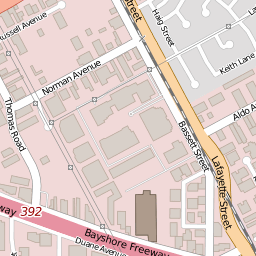 Russell Avenue
Street
Haig Street
Keith Lane
Norman Avenue
Thomas Road
Aldo A
Bassett Street
Lafayette Street
way
392
Bayshore Freeway
Duane Avenue